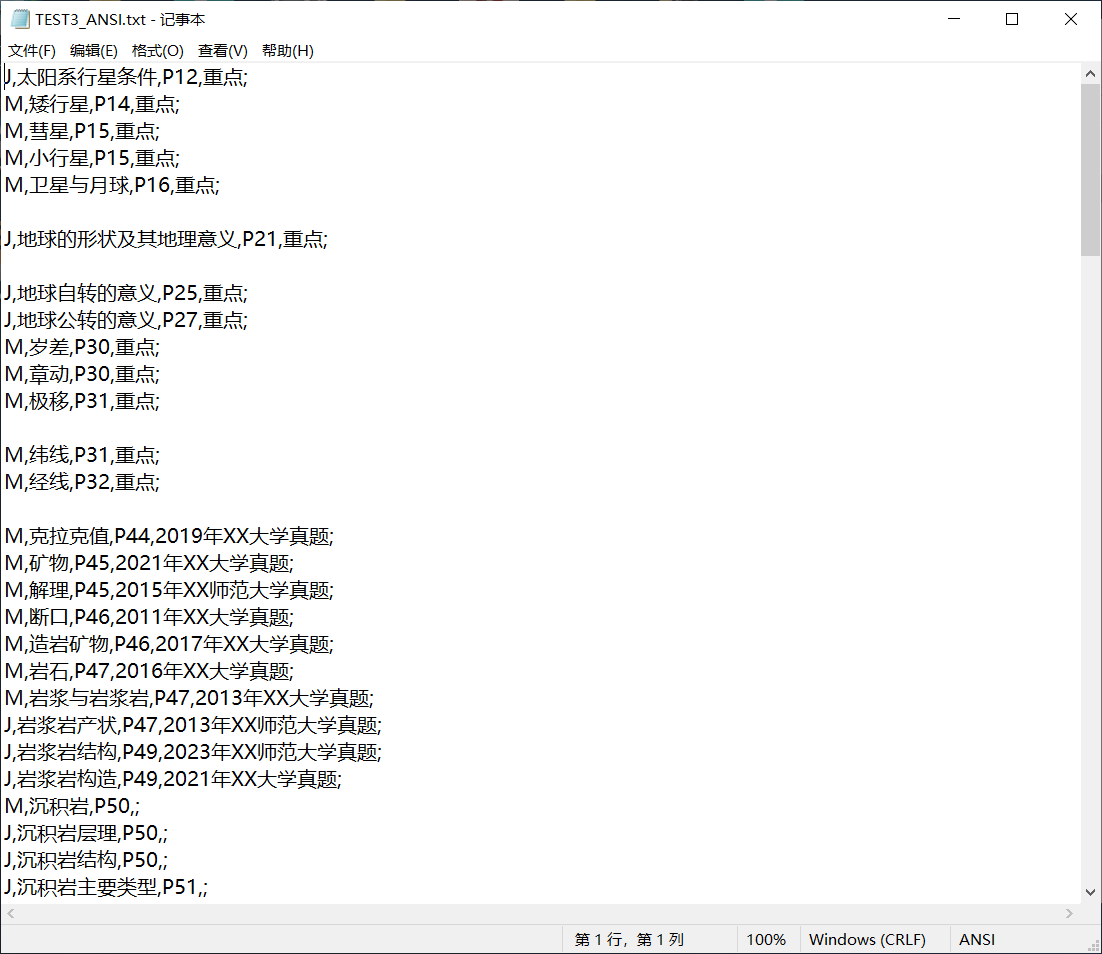 TEST3_ANSI.txt - 记事本
文件(F) 编辑(E) 格式(O) 查看(V) 帮助(H)
J,太阳系行星条件,P12,重点;
M,矮行星,P14,重点;
M,彗星,P15,重点;
M,小行星,P15,重点;
M,卫星与月球,P16,重点;
J,地球的形状及其地理意义,P21,重点;
J,地球自转的意义,P25,重点;
J,地球公转的意义,P27,重点;
M,岁差,P30,重点;
M,章动,P30,重点;
M,极移,P31,重点;
M,纬线,P31,重点;
M,经线,P32,重点;
M,克拉克值,P44,2019年XX大学真题;
M,矿物,P45,2021年XX大学真题;
M,解理,P45,2015年XX师范大学真题;
M,断口,P46,2011年XX大学真题;
M,造岩矿物,P46,2017年XX大学真题;
M,岩石,P47,2016年XX大学真题;
M,岩浆与岩浆岩,P47,2013年XX大学真题;
J,岩浆岩产状,P47,2013年XX师范大学真题;
J,岩浆岩结构,P49,2023年XX师范大学真题;
J,岩浆岩构造,P49,2021年XX大学真题;
M,沉积岩,P50,;
J,沉积岩层理,P50,;
J,沉积岩结构,P50,;
J,沉积岩主要类型,P51,;
第 1 行，第 1 列 100% Windows (CRLF) ANSI